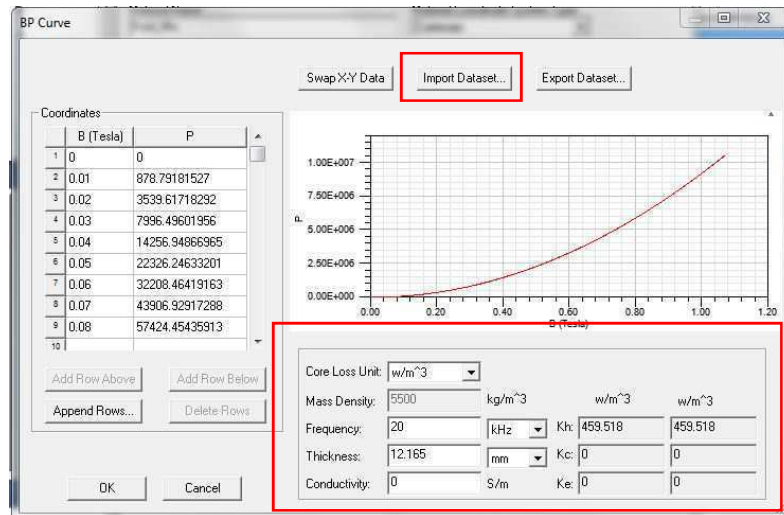 BP Curve
Swap X-Y Data Import Dataset... Export Dataset...
Coordinates
B (Tesla) P
1 0 0
2 0.01 878.79181527
3 0.02 3539.61718292
4 0.03 7996.49601956
5 0.04 14256.94866965
6 0.05 22326.24633201
7 0.06 32208.46419163
8 0.07 43906.92917288
9 0.08 57424.45435913
10
Add Row Above Add Row Below
Append Rows... Delete Rows
OK Cancel
P
1.00E+007
7.50E+006
5.00E+006
2.50E+006
0.00E+000
0.00 0.20 0.40 0.60 0.80 1.00 1.20
B (Tesla)
Core Loss Unit: w/m^3
Mass Density: 5500 kg/m^3 w/m^3 w/m^3
Frequency: 20 kHz Kh: 459.518 459.518
Thickness: 12.165 mm Kc: 0 0
Conductivity: 0 S/m Ke: 0 0